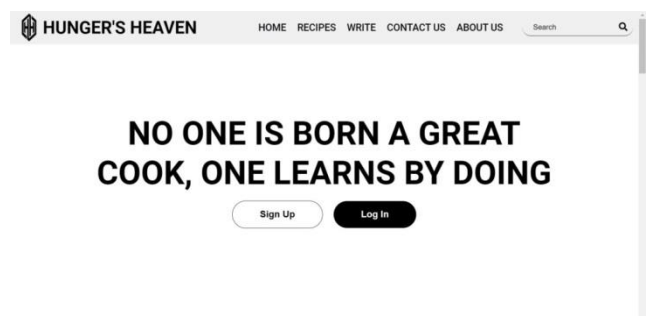 HUNGER'S HEAVEN HOME RECIPES WRITE CONTACT US ABOUT US Search
NO ONE IS BORN A GREAT
COOK, ONE LEARNS BY DOING
Sign Up Log In